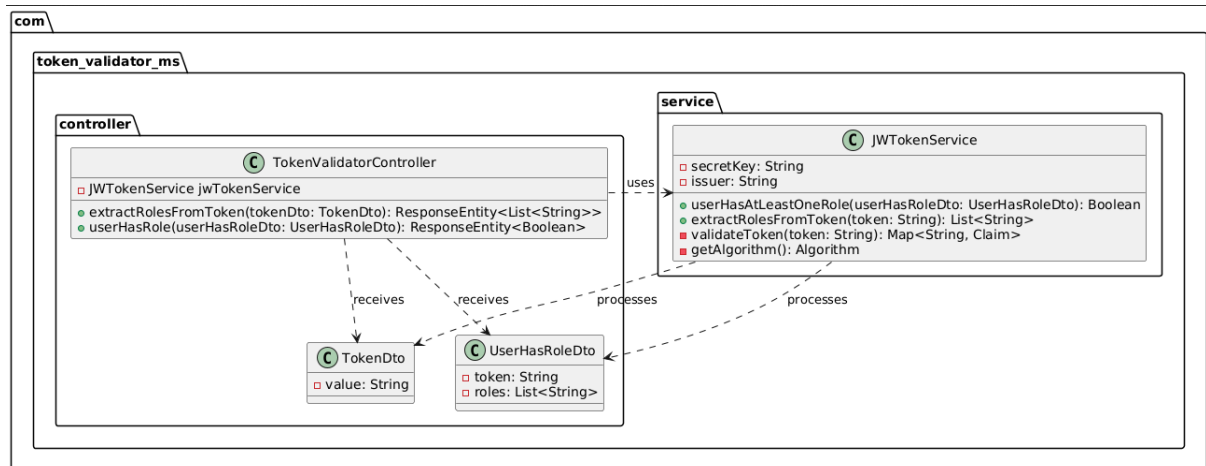 com
token_validator_ms
controller
C TokenValidatorController
JWTokenService jwTokenService
extractRolesFromToken(tokenDto: TokenDto): ResponseEntity<List<String>>
userHasRole(userHasRoleDto: UserHasRoleDto): ResponseEntity<Boolean>
uses
service
C JWTokenService
secretKey: String
issuer: String
userHasAtLeastOneRole(userHasRoleDto: UserHasRoleDto): Boolean
extractRolesFromToken(token: String): List<String>
validateToken(token: String): Map<String, Claim>
getAlgorithm(): Algorithm
receives
receives
processes
processes
C TokenDto
value: String
C UserHasRoleDto
token: String
roles: List<String>